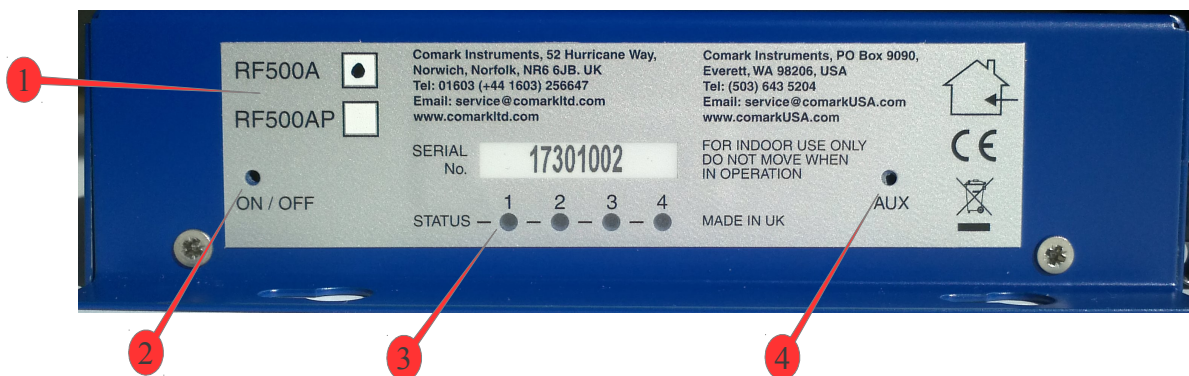 RF500A
RF500AP
Comark Instruments, 52 Hurricane Way,
Norwich, Norfolk, NR6 6JB. UK
Tel: 01603 (+44 1603) 256647
Email: service@comarkltd.com
www.comarkltd.com
Comark Instruments, PO Box 9090,
Everett, WA 98206, USA
Tel: (503) 643 5204
Email: service@comarkUSA.com
www.comarkUSA.com
SERIAL
No.
17301002
FOR INDOOR USE ONLY
DO NOT MOVE WHEN
IN OPERATION
CE
ON / OFF
STATUS
1 2 3 4
MADE IN UK
AUX
1
2
3
4